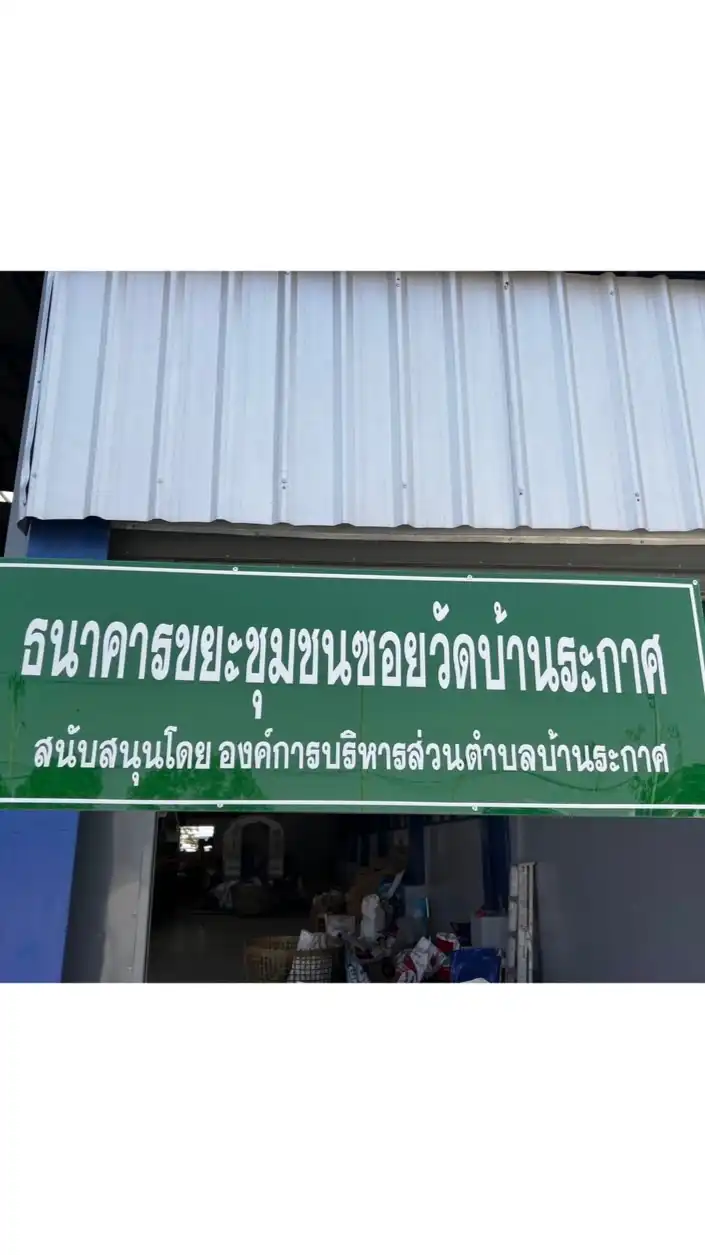 ธนาคารขยะชุมชนซอยวัดบ้านระกาศ
สนับสนุนโดย องค์การบริหารส่วนตำบลบ้านระกาศ